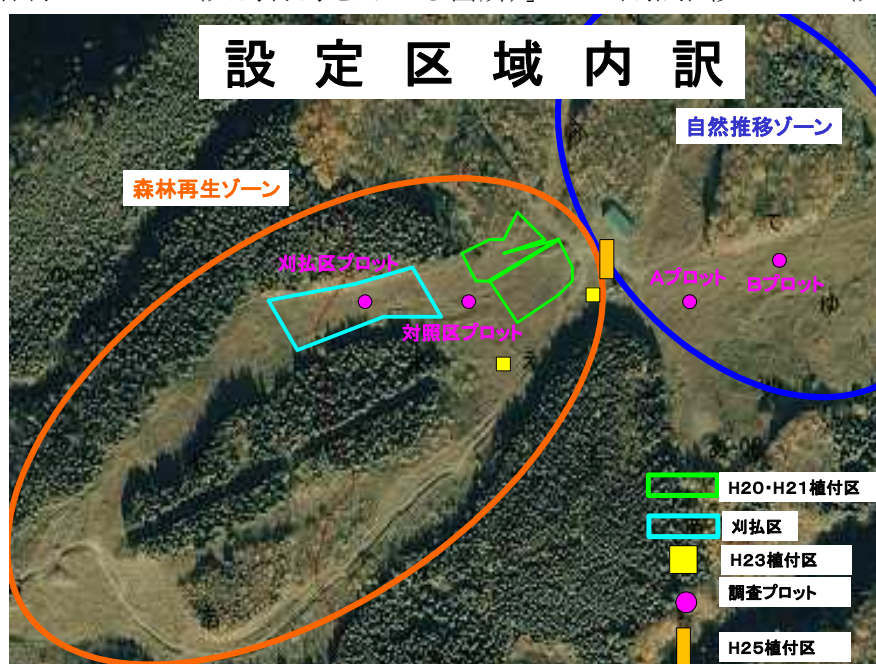 設定区域内訳
自然推移ゾーン
森林再生ゾーン
刈払区プロット
Aプロット
Bプロット
対照区プロット
え
ゆ
H20・H21植付区
刈払区
H23植付区
調査プロット
H25植付区